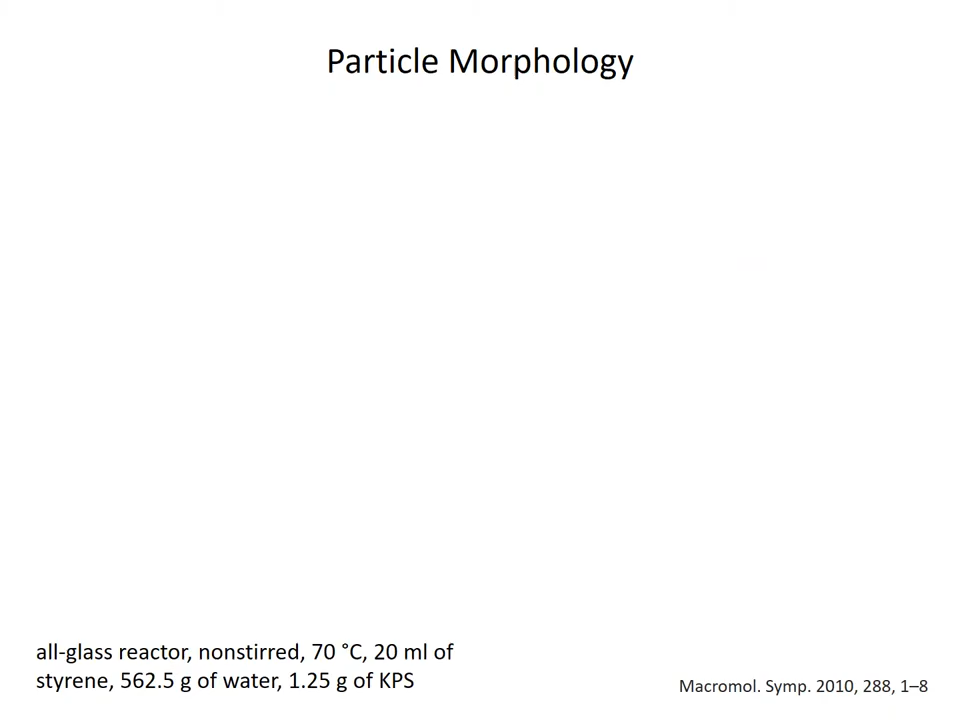 Particle Morphology
all-glass reactor, nonstirred, 70 °C, 20 ml of
styrene, 562.5 g of water, 1.25 g of KPS
Macromol. Symp. 2010, 288, 1–8